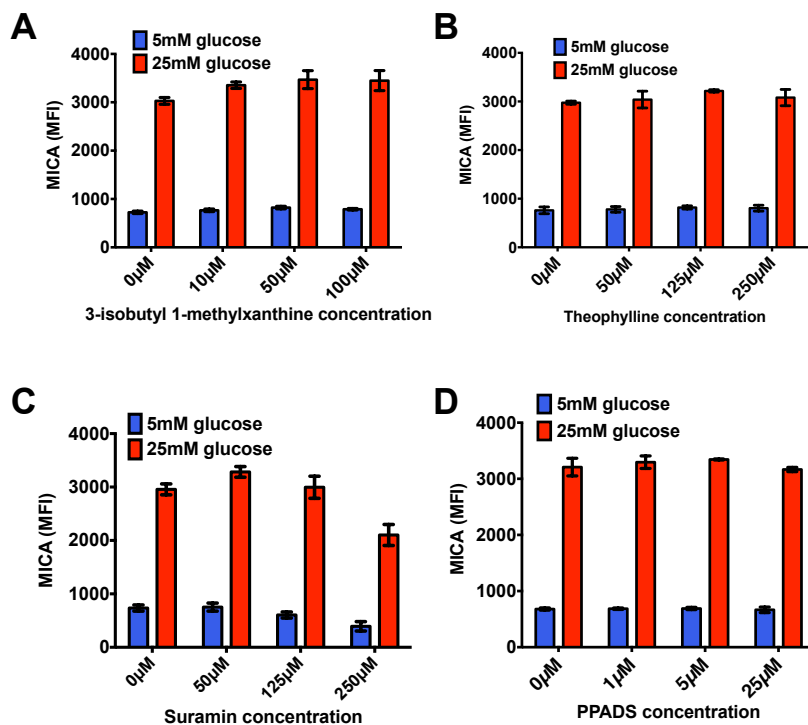 A
5mM glucose
25mM glucose
MICA (MFI)
4000
3000
2000
1000
0
0µM
10µM
50µM
100µM
3-isobutyl 1-methylxanthine concentration
B
5mM glucose
25mM glucose
MICA (MFI)
4000
3000
2000
1000
0
0µM
50µM
125µM
250µM
Theophylline concentration
C
5mM glucose
25mM glucose
MICA (MFI)
4000
3000
2000
1000
0
0µM
50µM
125µM
250µM
Suramin concentration
D
5mM glucose
25mM glucose
MICA (MFI)
4000
3000
2000
1000
0
0µM
1µM
5µM
25µM
PPADS concentration